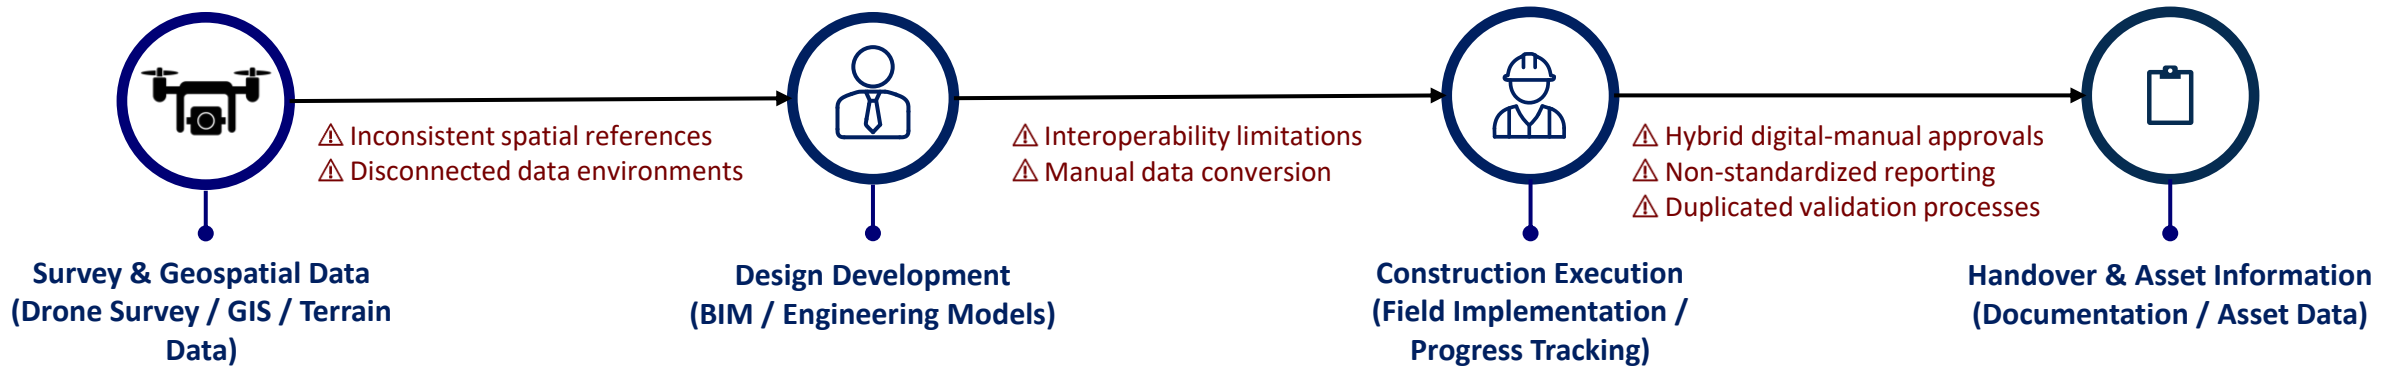 Inconsistent spatial references
Disconnected data environments
Interoperability limitations
Manual data conversion
Hybrid digital-manual approvals
Non-standardized reporting
Duplicated validation processes
Survey & Geospatial Data
(Drone Survey / GIS / Terrain
Data)
Design Development
(BIM / Engineering Models)
Construction Execution
(Field Implementation /
Progress Tracking)
Handover & Asset Information
(Documentation / Asset Data)